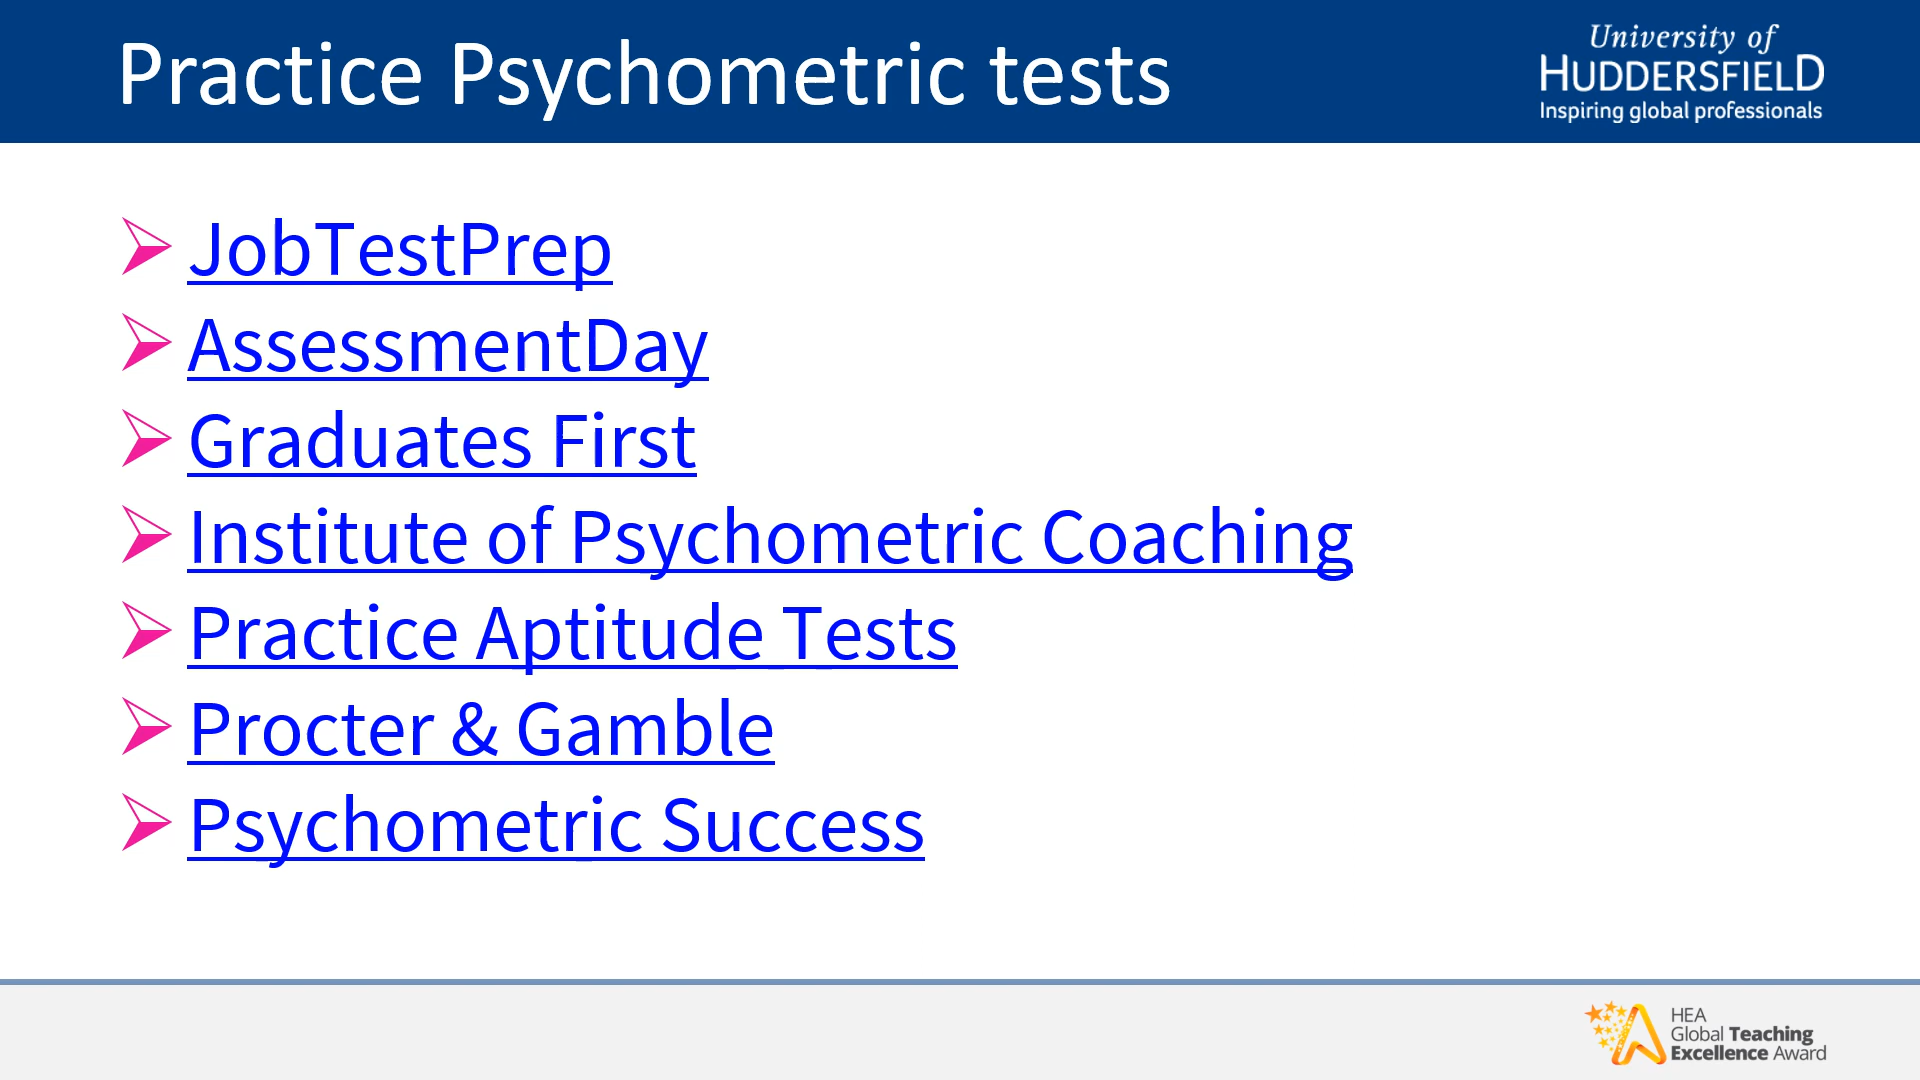 Practice Psychometric tests
University of
HUDDERSFIELD
Inspiring global professionals
JobTestPrep
AssessmentDay
Graduates First
Institute of Psychometric Coaching
Practice Aptitude Tests
Procter & Gamble
Psychometric Success
HEA
Global Teaching
Excellence Award